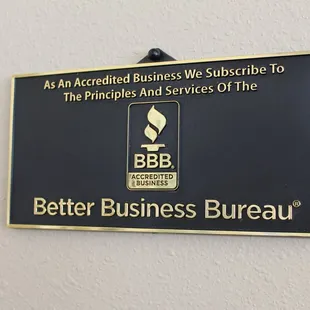 As An Accredited Business We Subscribe To
The Principles And Services Of The
BBB.
ACCREDITED
BUSINESS
Better Business Bureau®